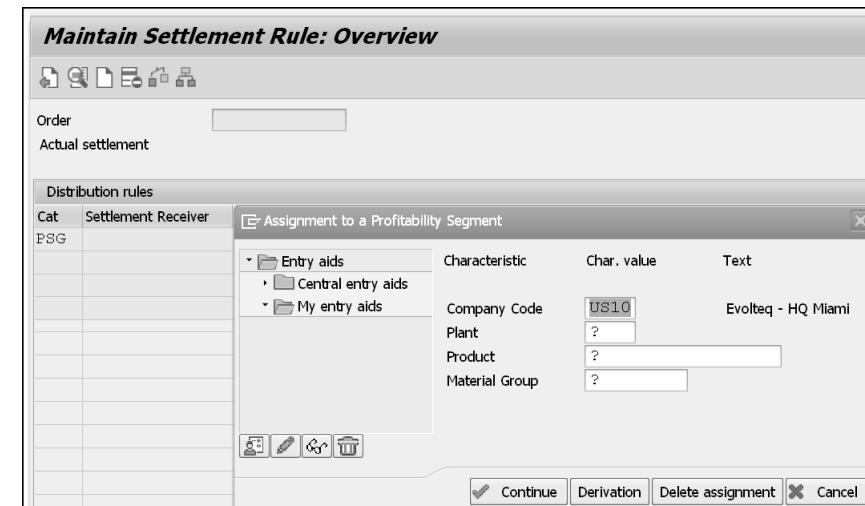 Maintain Settlement Rule: Overview
Order
Actual settlement
Distribution rules
Cat Settlement Receiver
PSG
Assignment to a Profitability Segment
Entry aids
Central entry aids
My entry aids
Characteristic Char. value Text
Company Code US10 Evolteq - HQ Miami
Plant ?
Product ?
Material Group ?
Continue Derivation Delete assignment Cancel